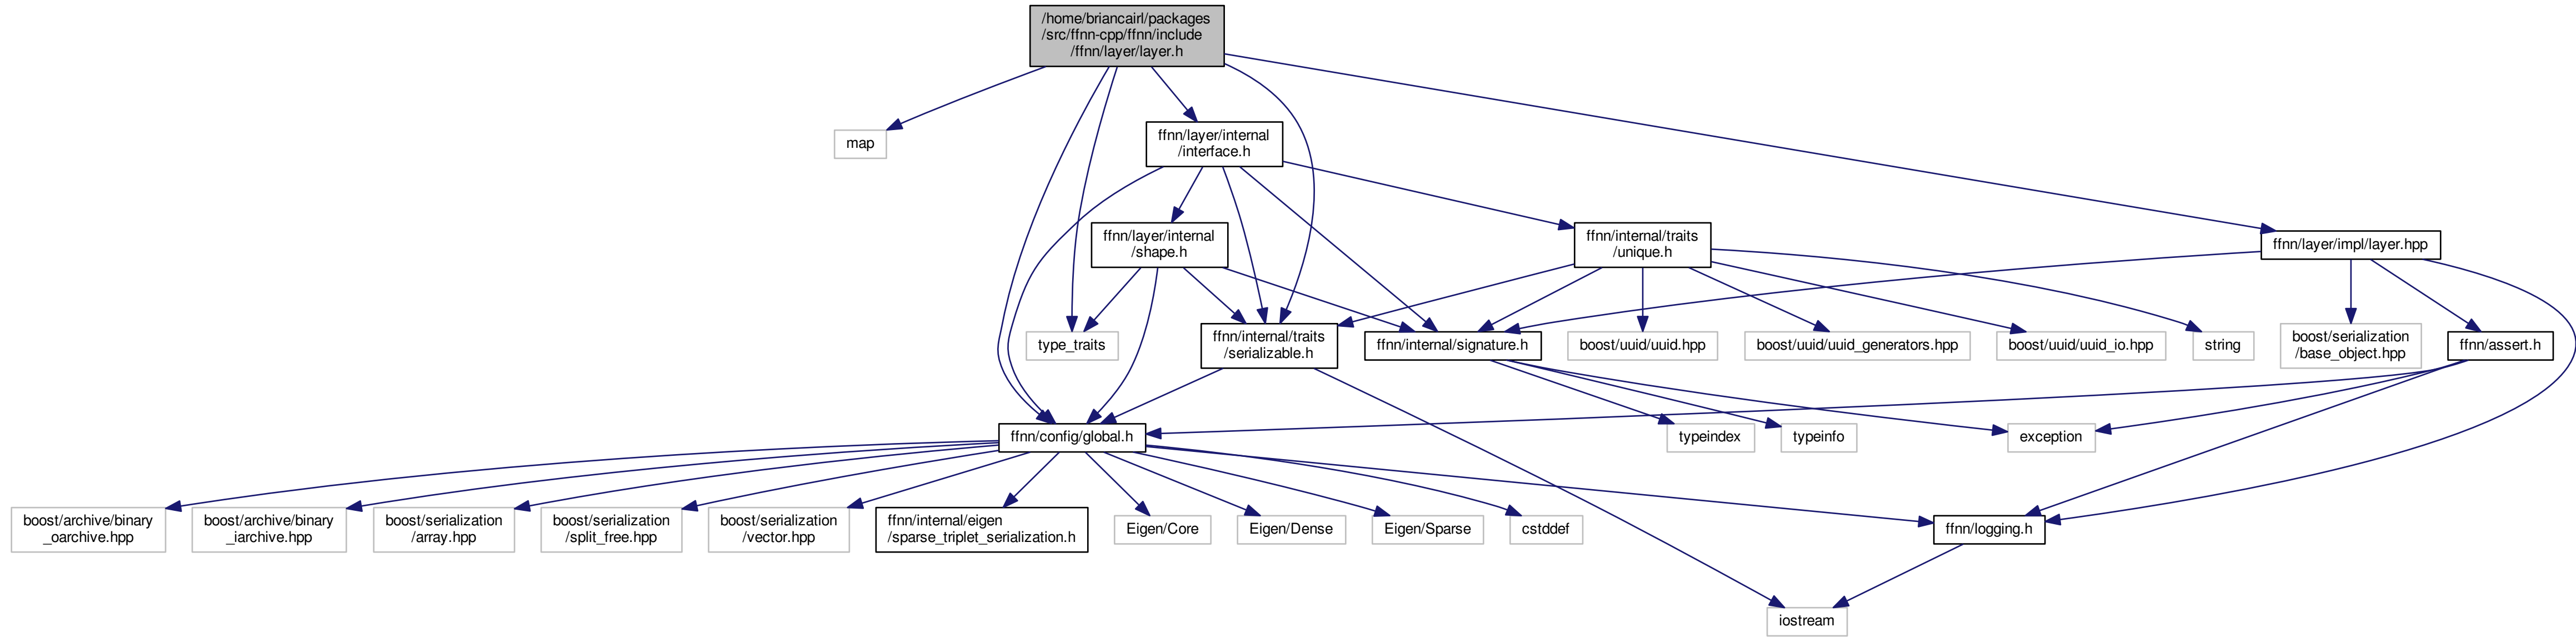 /home/briancairl/packages
/src/ffnn-cpp/ffnn/include
/ffnn/layer/layer.h
map
ffnn/layer/internal
/interface.h
ffnn/layer/internal
/shape.h
ffnn/internal/traits
/unique.h
ffnn/layer/impl/layer.hpp
type_traits
ffnn/internal/traits
/serializable.h
ffnn/internal/signature.h
boost/uuid/uuid.hpp
boost/uuid/uuid_generators.hpp
boost/uuid/uuid_io.hpp
string
boost/serialization
/base_object.hpp
ffnn/assert.h
ffnn/config/global.h
typeindex
typeinfo
exception
boost/archive/binary
_oarchive.hpp
boost/archive/binary
_iarchive.hpp
boost/serialization
/array.hpp
boost/serialization
/split_free.hpp
boost/serialization
/vector.hpp
ffnn/internal/eigen
/sparse_triplet_serialization.h
Eigen/Core
Eigen/Dense
Eigen/Sparse
cstddef
ffnn/logging.h
iostream